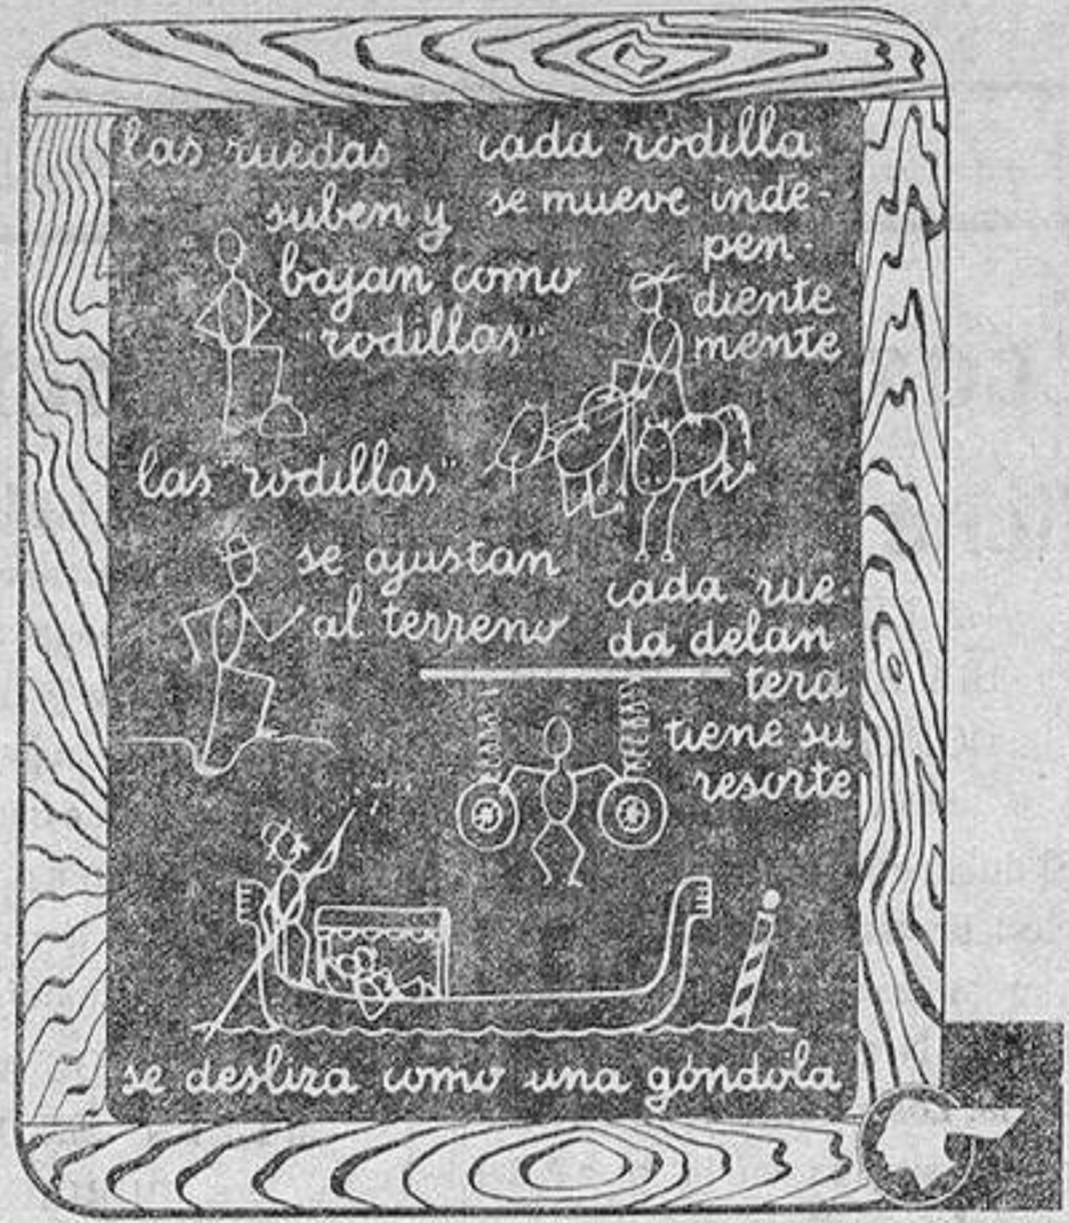 las ruedas
suben y
bajan como
"rodillas"
cada rodilla
se mueve inde-
pen-
diente
mente
las "rodillas"
se ajustan
al terreno
cada rue-
da delan
tera
tiene su
resorte
se desliza como una góndola